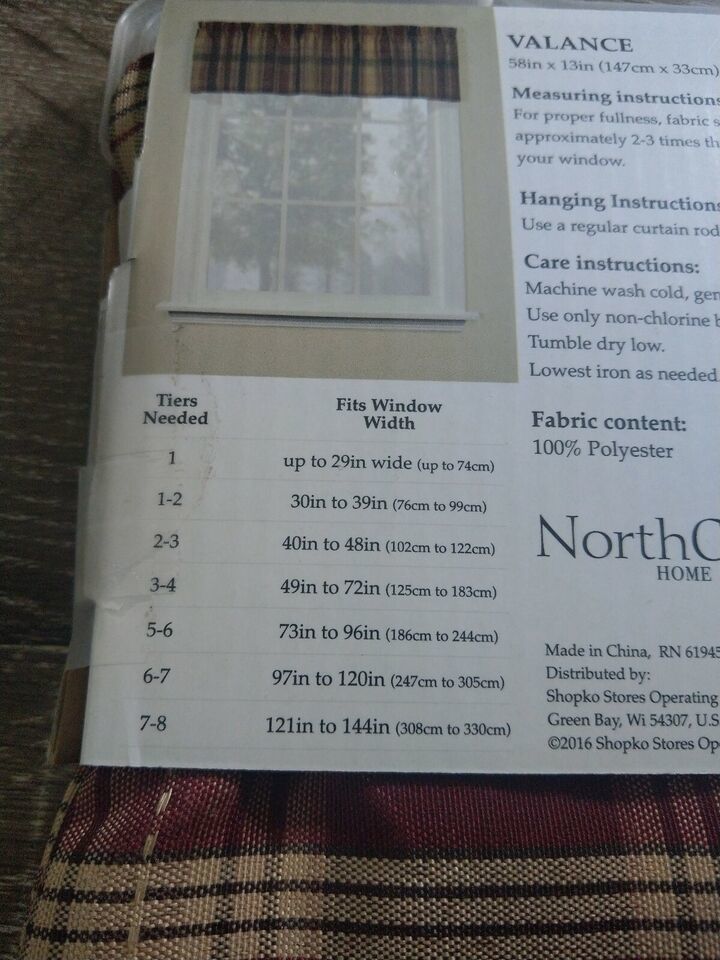 VALANCE
58in x 13in (147cm x 33cm)
Measuring instructions
For proper fullness, fabric s
approximately 2-3 times th
your window.
Hanging Instructions
Use a regular curtain rod
Care instructions:
Machine wash cold, gen
Use only non-chlorine b
Tumble dry low.
Lowest iron as needed
Fabric content:
100% Polyester
NorthC
HOME
Made in China, RN 61945
Distributed by:
Shopko Stores Operating
Green Bay, Wi 54307, U.S
©2016 Shopko Stores Op
Tiers Needed Fits Window Width
1 up to 29in wide (up to 74cm)
1-2 30in to 39in (76cm to 99cm)
2-3 40in to 48in (102cm to 122cm)
3-4 49in to 72in (125cm to 183cm)
5-6 73in to 96in (186cm to 244cm)
6-7 97in to 120in (247cm to 305cm)
7-8 121in to 144in (308cm to 330cm)